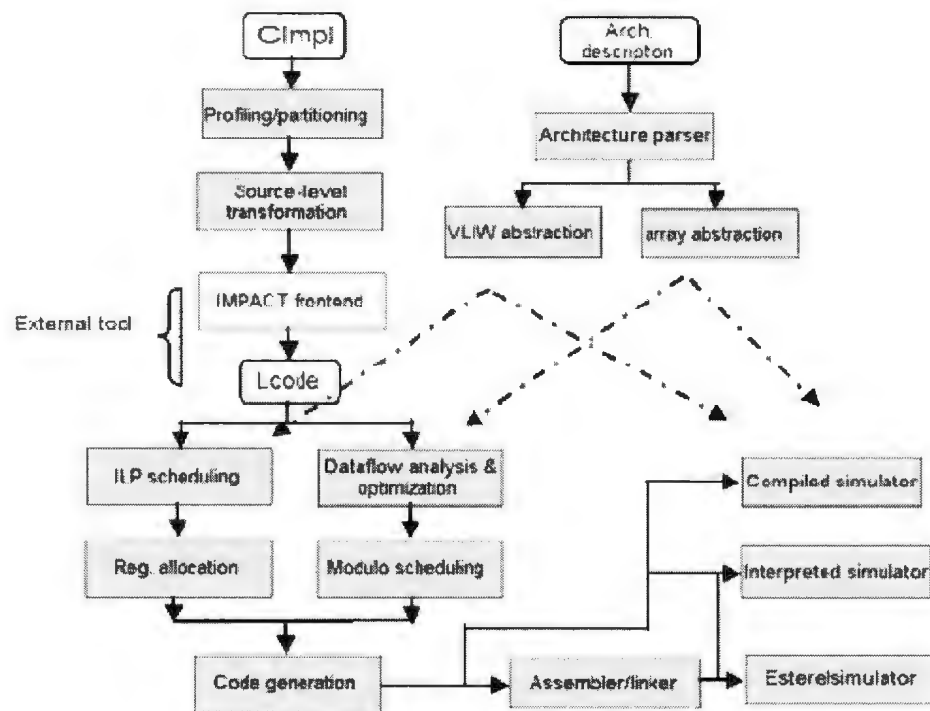 CImpl
Arch.
descripton
Profiling/partitioning
Architecture parser
Source-level
transformation
VLIW abstraction
array abstraction
IMPACT frontend
External tool
Lcode
ILP scheduling
Dataflow analysis &
optimization
Compiled simulator
Reg. allocation
Modulo scheduling
Interpreted simulator
Code generation
Assembler/linker
Esterelsimulator